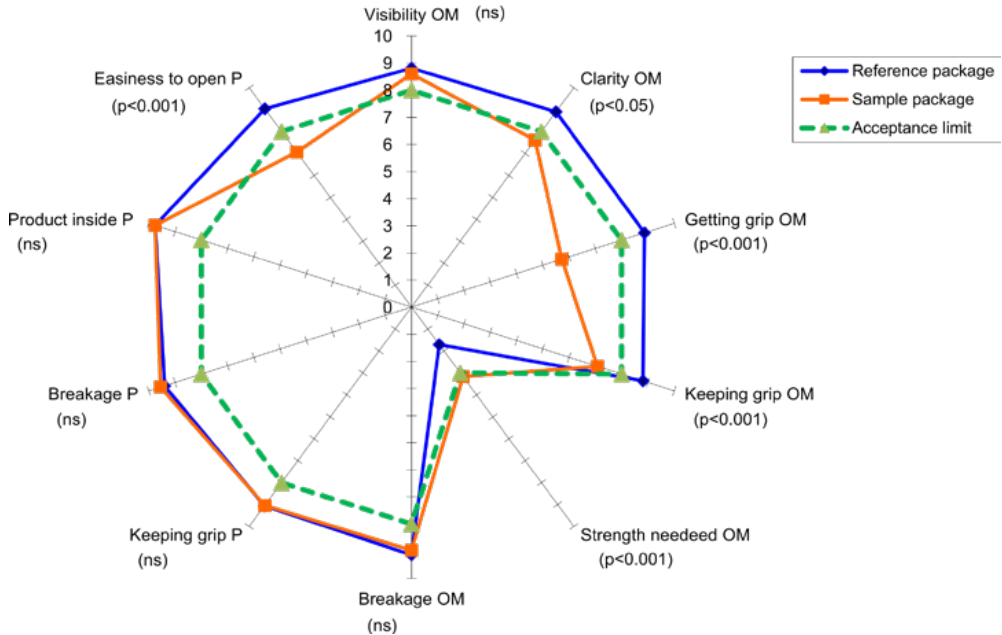 Visibility OM (ns)
Clarity OM
(p<0.05)
Getting grip OM
(p<0.001)
Keeping grip OM
(p<0.001)
Strength needeed OM
(p<0.001)
Breakage OM
(ns)
Keeping grip P
(ns)
Breakage P
(ns)
Product inside P
(ns)
Easiness to open P
(p<0.001)
10
9
8
7
6
5
4
3
2
1
0
Reference package
Sample package
Acceptance limit